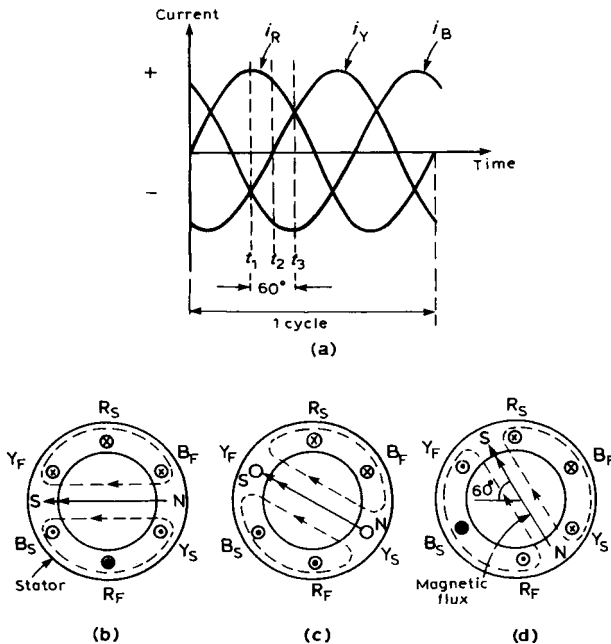 Current
+
i_R
i_Y
i_B
Time
−
t_1 t_2 t_3
60°
1 cycle
(a)
R_S
Y_F
B_F
S
N
B_S
Y_S
Stator
R_F
(b)
R_S
Y_F
B_F
S
N
B_S
Y_S
R_F
(c)
R_S
Y_F
S
B_F
60°
B_S
N
Y_S
Magnetic
flux
R_F
(d)